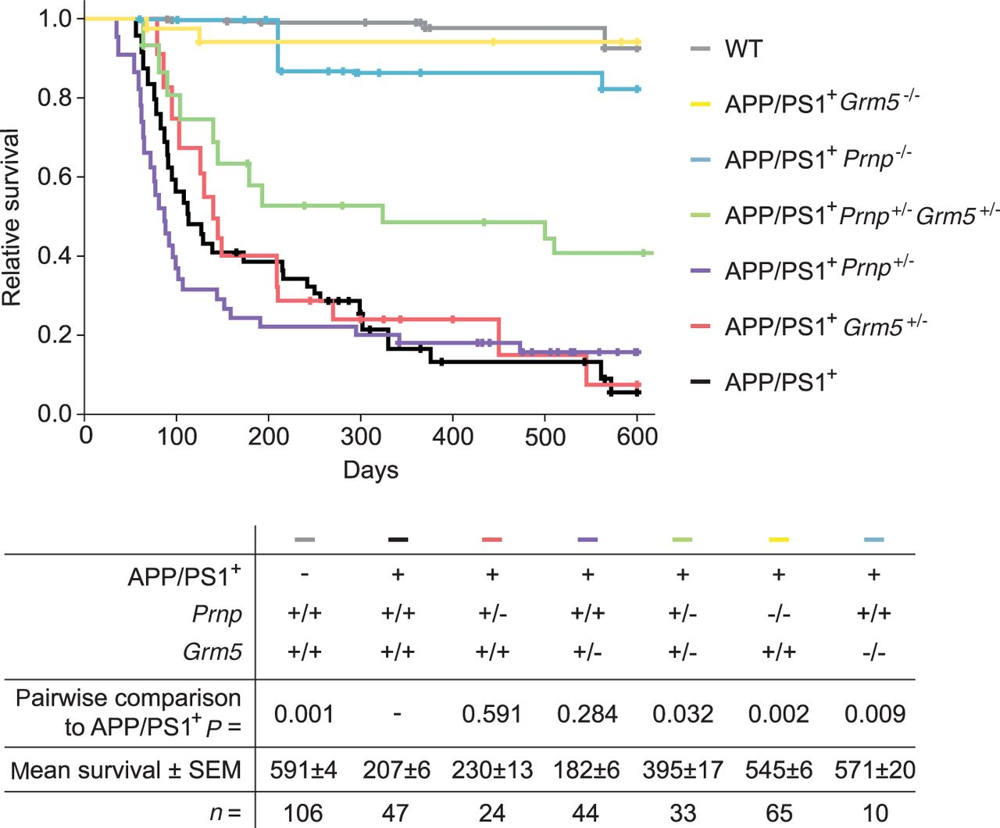 1.0
0.8
0.6
0.4
0.2
0.0
Relative survival
0 100 200 300 400 500 600
Days
WT
APP/PS1⁺ Grm5⁻/⁻
APP/PS1⁺ Prnp⁻/⁻
APP/PS1⁺ Prnp⁺/⁻ Grm5⁺/⁻
APP/PS1⁺ Prnp⁺/⁻
APP/PS1⁺ Grm5⁺/⁻
APP/PS1⁺
APP/PS1⁺ - + + + + + +
Prnp +/+ +/+ +/- +/+ +/- -/- +/+
Grm5 +/+ +/+ +/+ +/- +/- +/+ -/-
Pairwise comparison
to APP/PS1⁺ P = 0.001 - 0.591 0.284 0.032 0.002 0.009
Mean survival ± SEM 591±4 207±6 230±13 182±6 395±17 545±6 571±20
n = 106 47 24 44 33 65 10